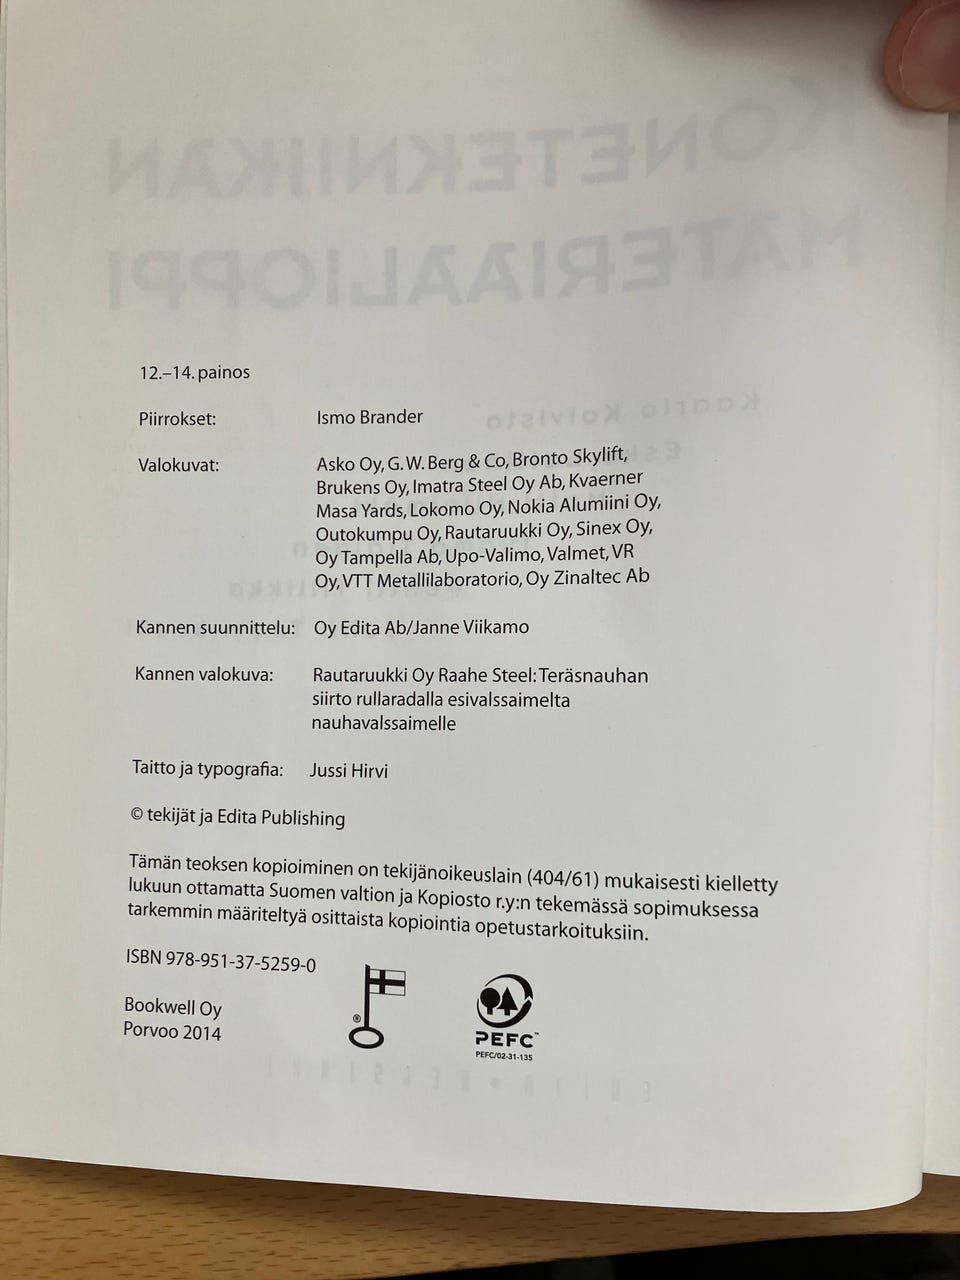 KONETEKNIIKAN
MATERIAALIOPPI
12.–14. painos
Kaarlo Koivisto
Piirrokset: Ismo Brander
Valokuvat: Asko Oy, G.W. Berg & Co, Bronto Skylift,
Brukens Oy, Imatra Steel Oy Ab, Kvaerner
Masa Yards, Lokomo Oy, Nokia Alumiini Oy,
Outokumpu Oy, Rautaruukki Oy, Sinex Oy,
Oy Tampella Ab, Upo-Valimo, Valmet, VR
Oy, VTT Metallilaboratorio, Oy Zinaltec Ab
Kannen suunnittelu: Oy Edita Ab/Janne Viikamo
Kannen valokuva: Rautaruukki Oy Raahe Steel: Teräsnauhan
siirto rullaradalla esivalssaimelta
nauhavalssaimelle
Taitto ja typografia: Jussi Hirvi
© tekijät ja Edita Publishing
Tämän teoksen kopioiminen on tekijänoikeuslain (404/61) mukaisesti kielletty
lukuun ottamatta Suomen valtion ja Kopiosto r.y:n tekemässä sopimuksessa
tarkemmin määriteltyä osittaista kopiointia opetustarkoituksiin.
ISBN 978-951-37-5259-0
Bookwell Oy
Porvoo 2014
®
PEFC™
PEFC/02-31-135